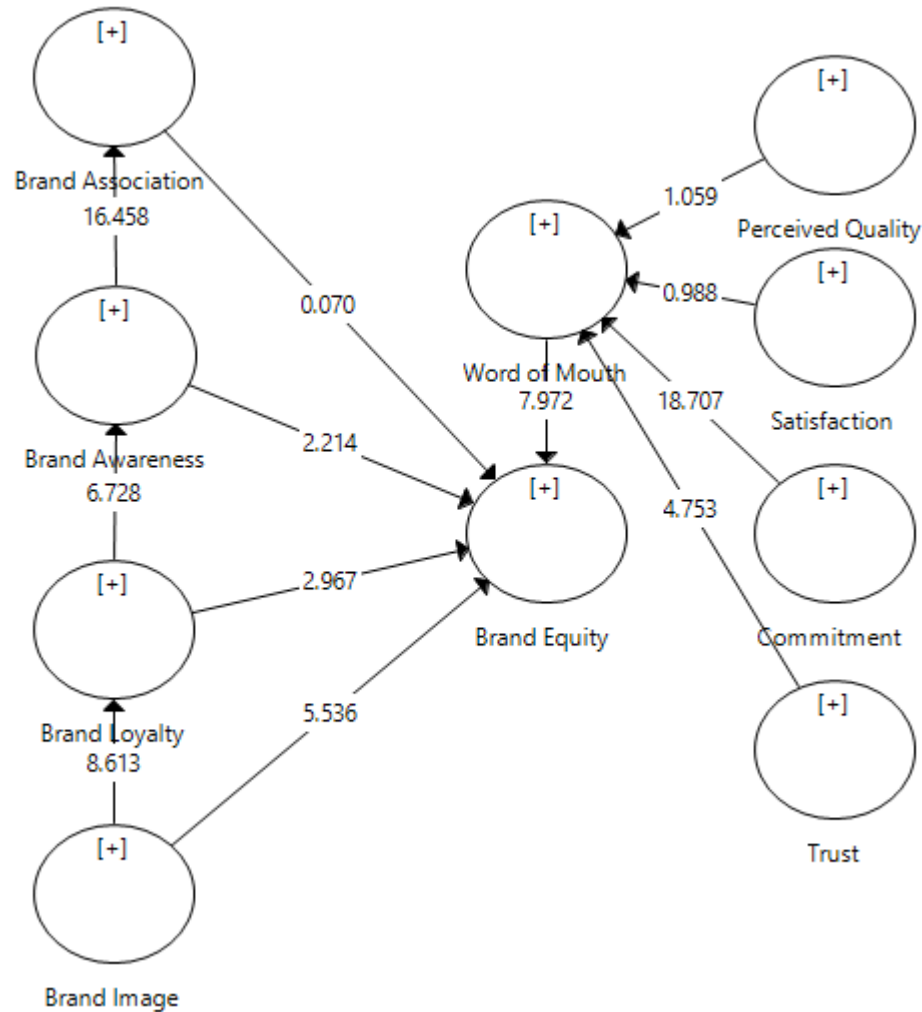 [+]
Brand Association
16.458
[+]
Brand Awareness
6.728
[+]
Brand Loyalty
8.613
[+]
Brand Image
0.070
2.214
2.967
5.536
[+]
Word of Mouth
7.972
[+]
Brand Equity
1.059
0.988
18.707
4.753
[+]
Perceived Quality
[+]
Satisfaction
[+]
Commitment
[+]
Trust